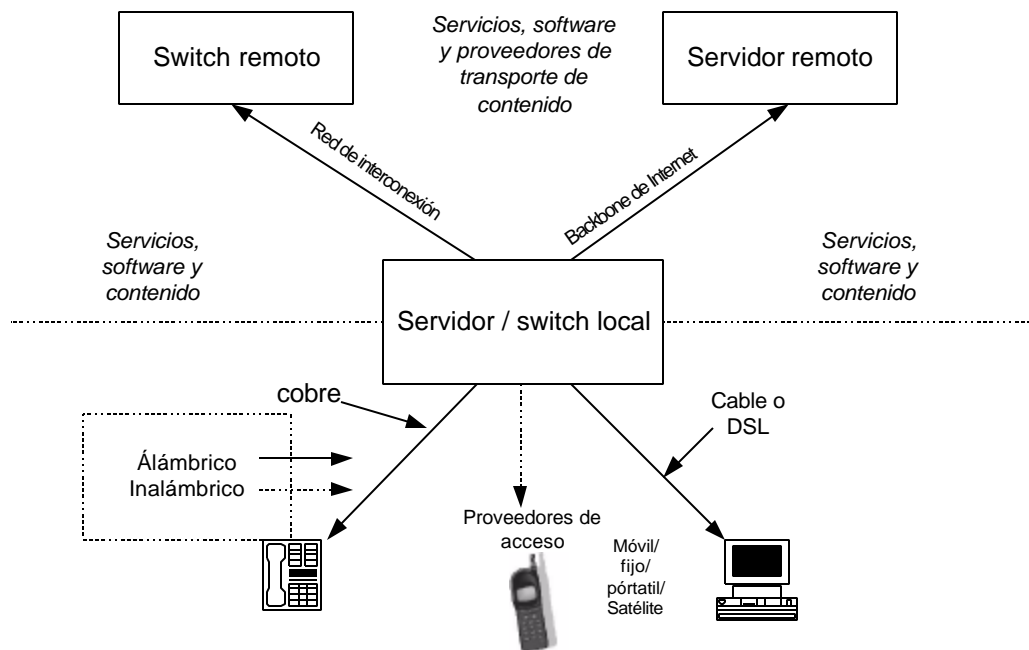 Switch remoto
Servicios, software
y proveedores de
transporte de
contenido
Servidor remoto
Red de interconexión
Backbone de Internet
Servicios,
software y
contenido
Servidor / switch local
Servicios,
software y
contenido
cobre
Cable o
DSL
Álámbrico
Inalámbrico
Proveedores de
acceso
Móvil/
fijo/
pórtatil/
Satélite